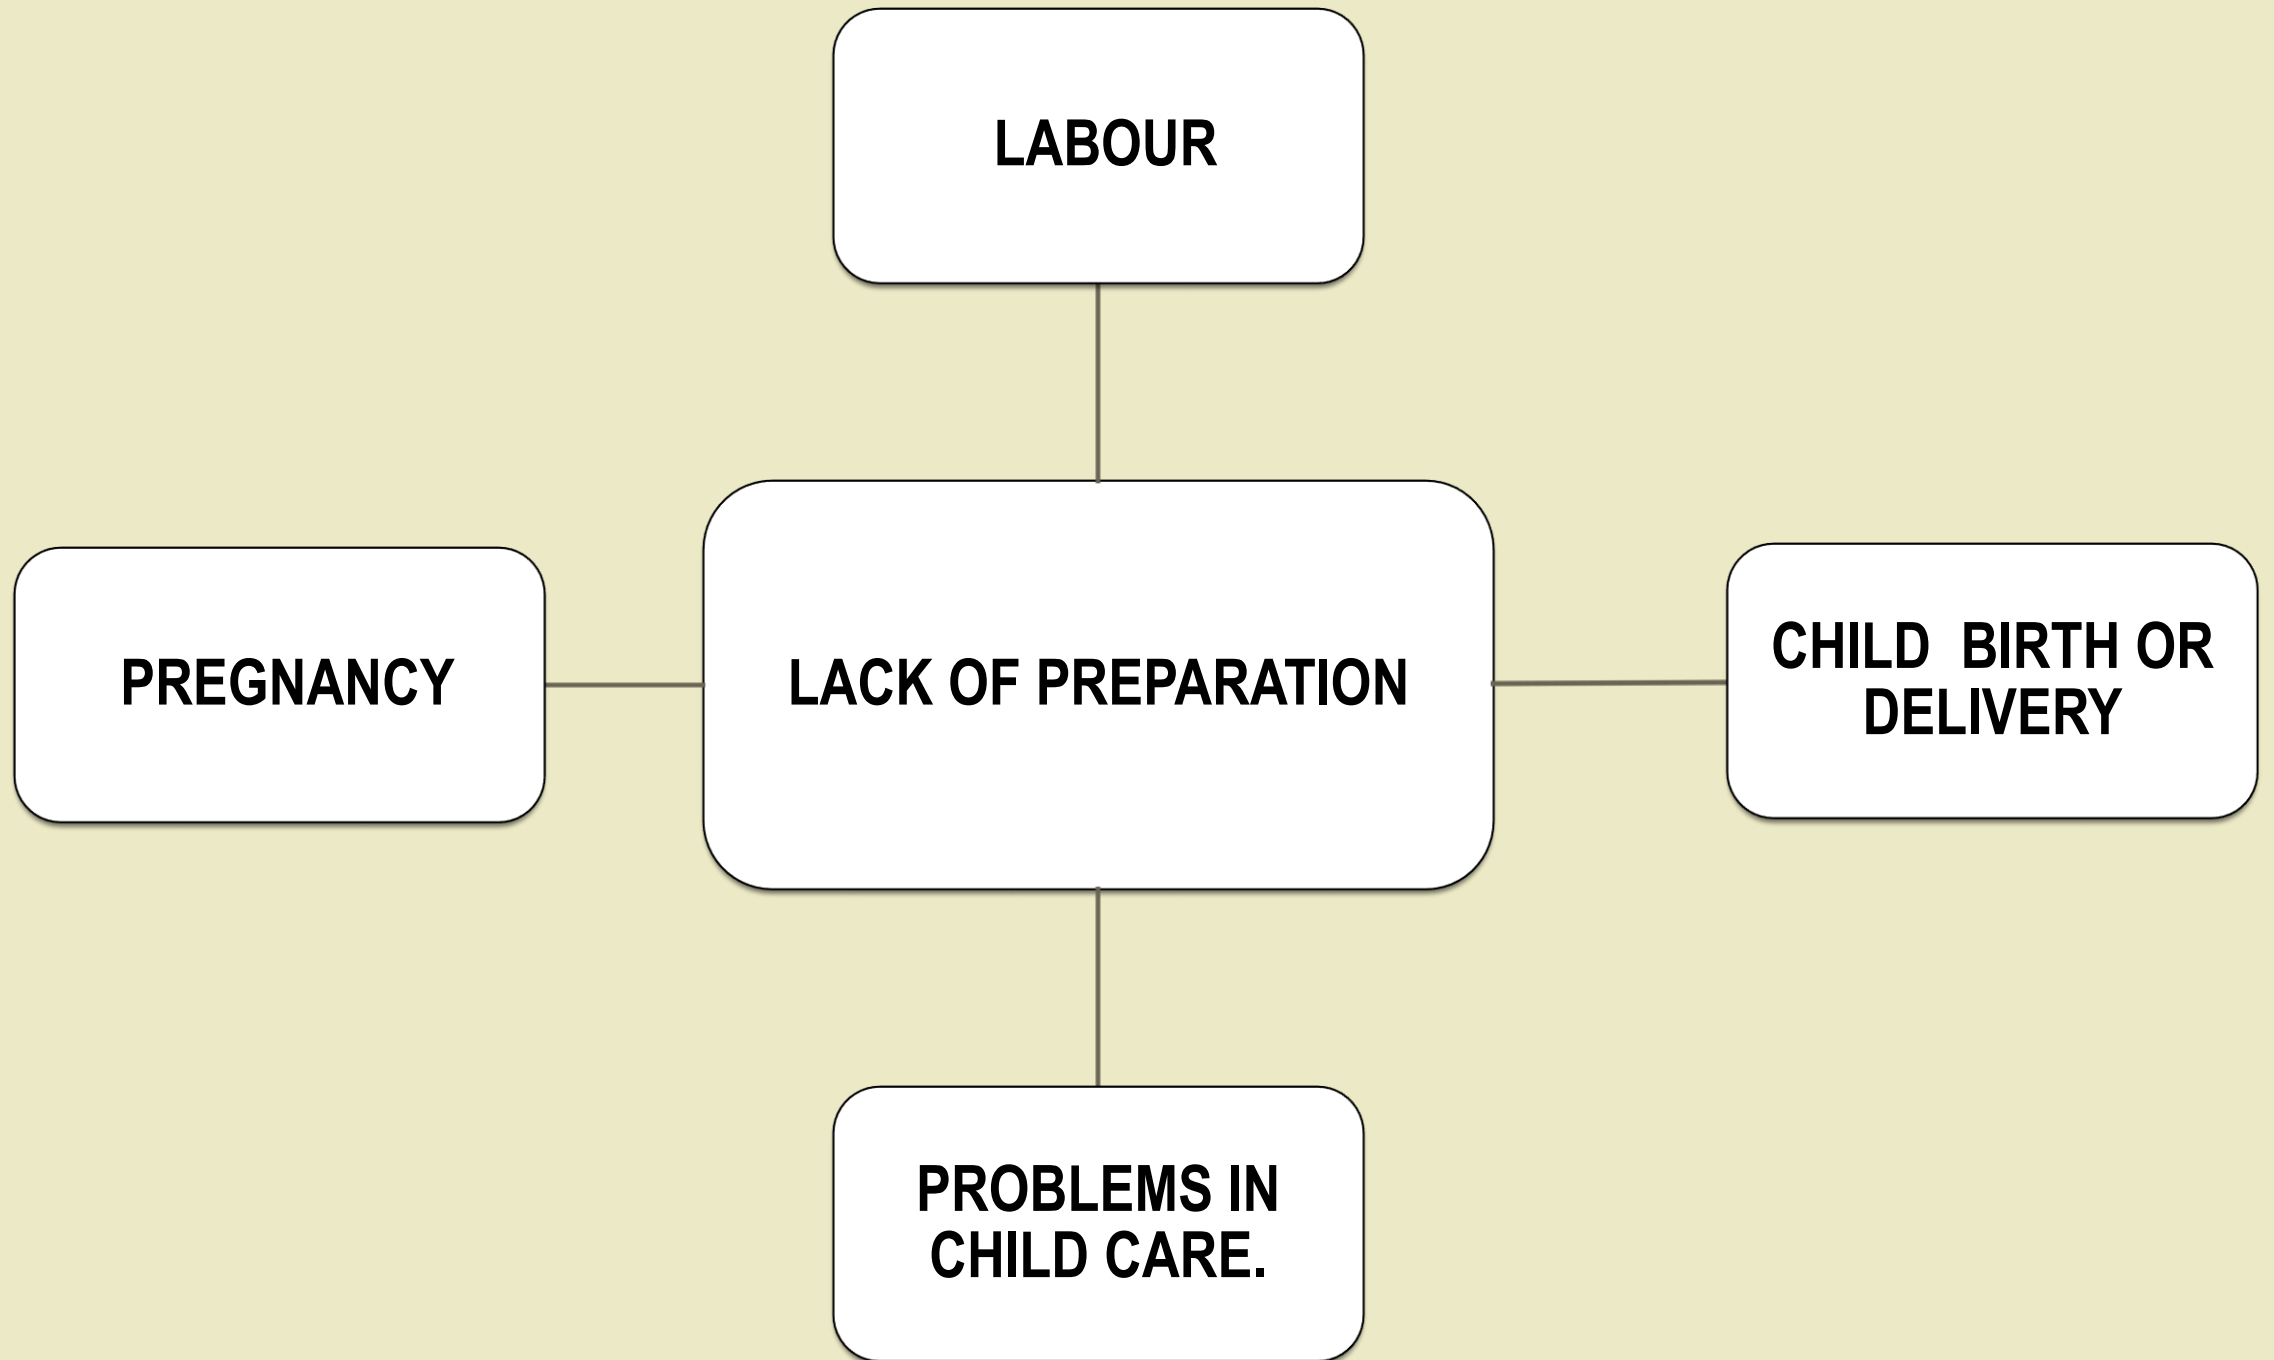 LABOUR
PREGNANCY
LACK OF PREPARATION
CHILD  BIRTH OR
DELIVERY
PROBLEMS IN
CHILD CARE.